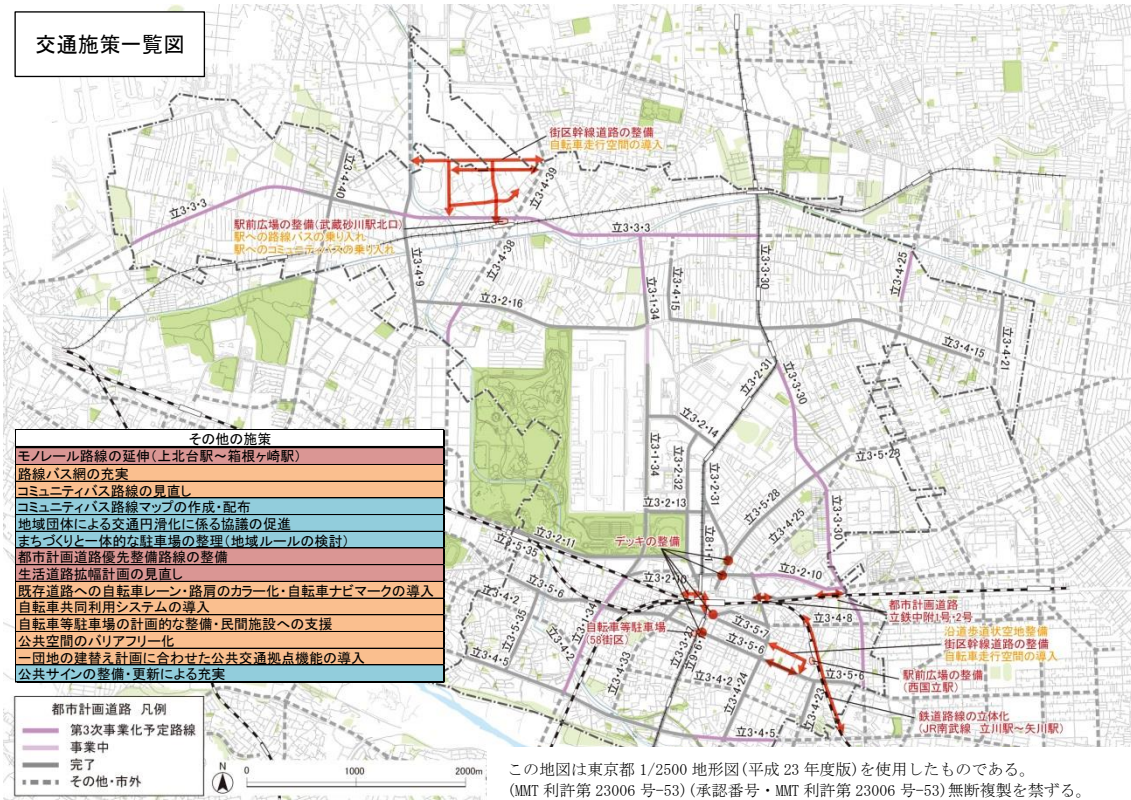 交通施策一覧図
街区幹線道路の整備
自転車走行空間の導入
立3・4・40
立3・4・39
立3・3・3
駅前広場の整備(武蔵砂川駅北口)
駅への路線バスの乗り入れ
駅へのコミュニティバスの乗り入れ
立3・4・38
立3・3・3
立3・4・9
立3・3・30
立3・4・25
立3・2・16
立3・1・34
立3・4・15
立3・4・15
立3・4・21
立3・2・31
立3・3・30
立3・2・14
立3・5・28
立3・1・34
立3・2・32
立3・2・31
立3・2・13
立3・5・28
立3・4・25
立3・3・30
その他の施策
モノレール路線の延伸(上北台駅～箱根ヶ崎駅)
路線バス網の充実
コミュニティバス路線の見直し
コミュニティバス路線マップの作成・配布
地域団体による交通円滑化に係る協議の促進
まちづくりと一体的な駐車場の整理(地域ルールの検討)
都市計画道路優先整備路線の整備
生活道路拡幅計画の見直し
既存道路への自転車レーン・路肩のカラー化・自転車ナビマークの導入
自転車共同利用システムの導入
自転車等駐車場の計画的な整備・民間施設への支援
公共空間のバリアフリー化
一団地の建替え計画に合わせた公共交通拠点機能の導入
公共サインの整備・更新による充実
立3・2・11
立3・5・35
デッキの整備
立8・1・1
立3・2・10
立3・2・10
立3・4・2
立3・5・6
立3・5・35
立3・1・34
立3・4・2
立3・4・5
自転車等駐車場
(58街区)
立3・4・33
立3・3・27
立9・6・1
立3・5・7
立3・5・6
立3・4・8
立3・4・2
立3・4・24
立3・4・23
立3・5・6
立3・4・5
都市計画道路
立鉄中附1号・2号
沿道歩道状空地整備
街区幹線道路の整備
自転車走行空間の導入
駅前広場の整備
(西国立駅)
鉄道路線の立体化
(JR南武線 立川駅～矢川駅)
都市計画道路 凡例
第3次事業化予定路線
事業中
完了
その他・市外
N
0 1000 2000m
この地図は東京都 1/2500 地形図(平成 23 年度版)を使用したものである。
(MMT 利許第 23006 号-53)(承認番号・MMT 利許第 23006 号-53)無断複製を禁ずる。